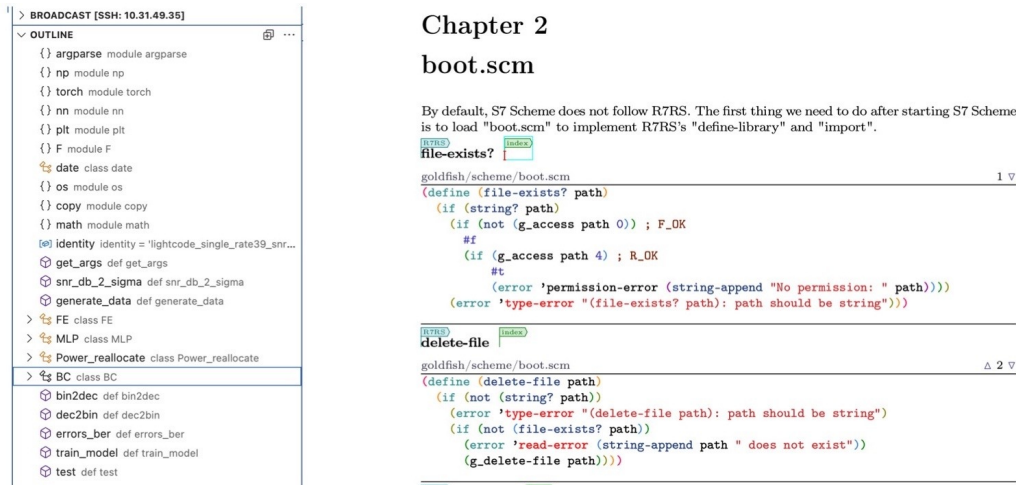 BROADCAST [SSH: 10.31.49.35]
OUTLINE
{} argparse module argparse
{} np module np
{} torch module torch
{} nn module nn
{} plt module plt
{} F module F
date class date
{} os module os
{} copy module copy
{} math module math
identity identity = 'lightcode_single_rate39_snr...
get_args def get_args
snr_db_2_sigma def snr_db_2_sigma
generate_data def generate_data
FE class FE
MLP class MLP
Power_reallocate class Power_reallocate
BC class BC
bin2dec def bin2dec
dec2bin def dec2bin
errors_ber def errors_ber
train_model def train_model
test def test
Chapter 2
boot.scm
By default, S7 Scheme does not follow R7RS. The first thing we need to do after starting S7 Scheme
is to load "boot.scm" to implement R7RS's "define-library" and "import".
R7RS index
file-exists?
goldfish/scheme/boot.scm 1 ▽
(define (file-exists? path)
(if (string? path)
(if (not (g_access path 0)) ; F_OK
#f
(if (g_access path 4) ; R_OK
#t
(error 'permission-error (string-append "No permission: " path))))
(error 'type-error "(file-exists? path): path should be string")))
R7RS index
delete-file
goldfish/scheme/boot.scm △ 2 ▽
(define (delete-file path)
(if (not (string? path))
(error 'type-error "(delete-file path): path should be string")
(if (not (file-exists? path))
(error 'read-error (string-append path " does not exist"))
(g_delete-file path))))